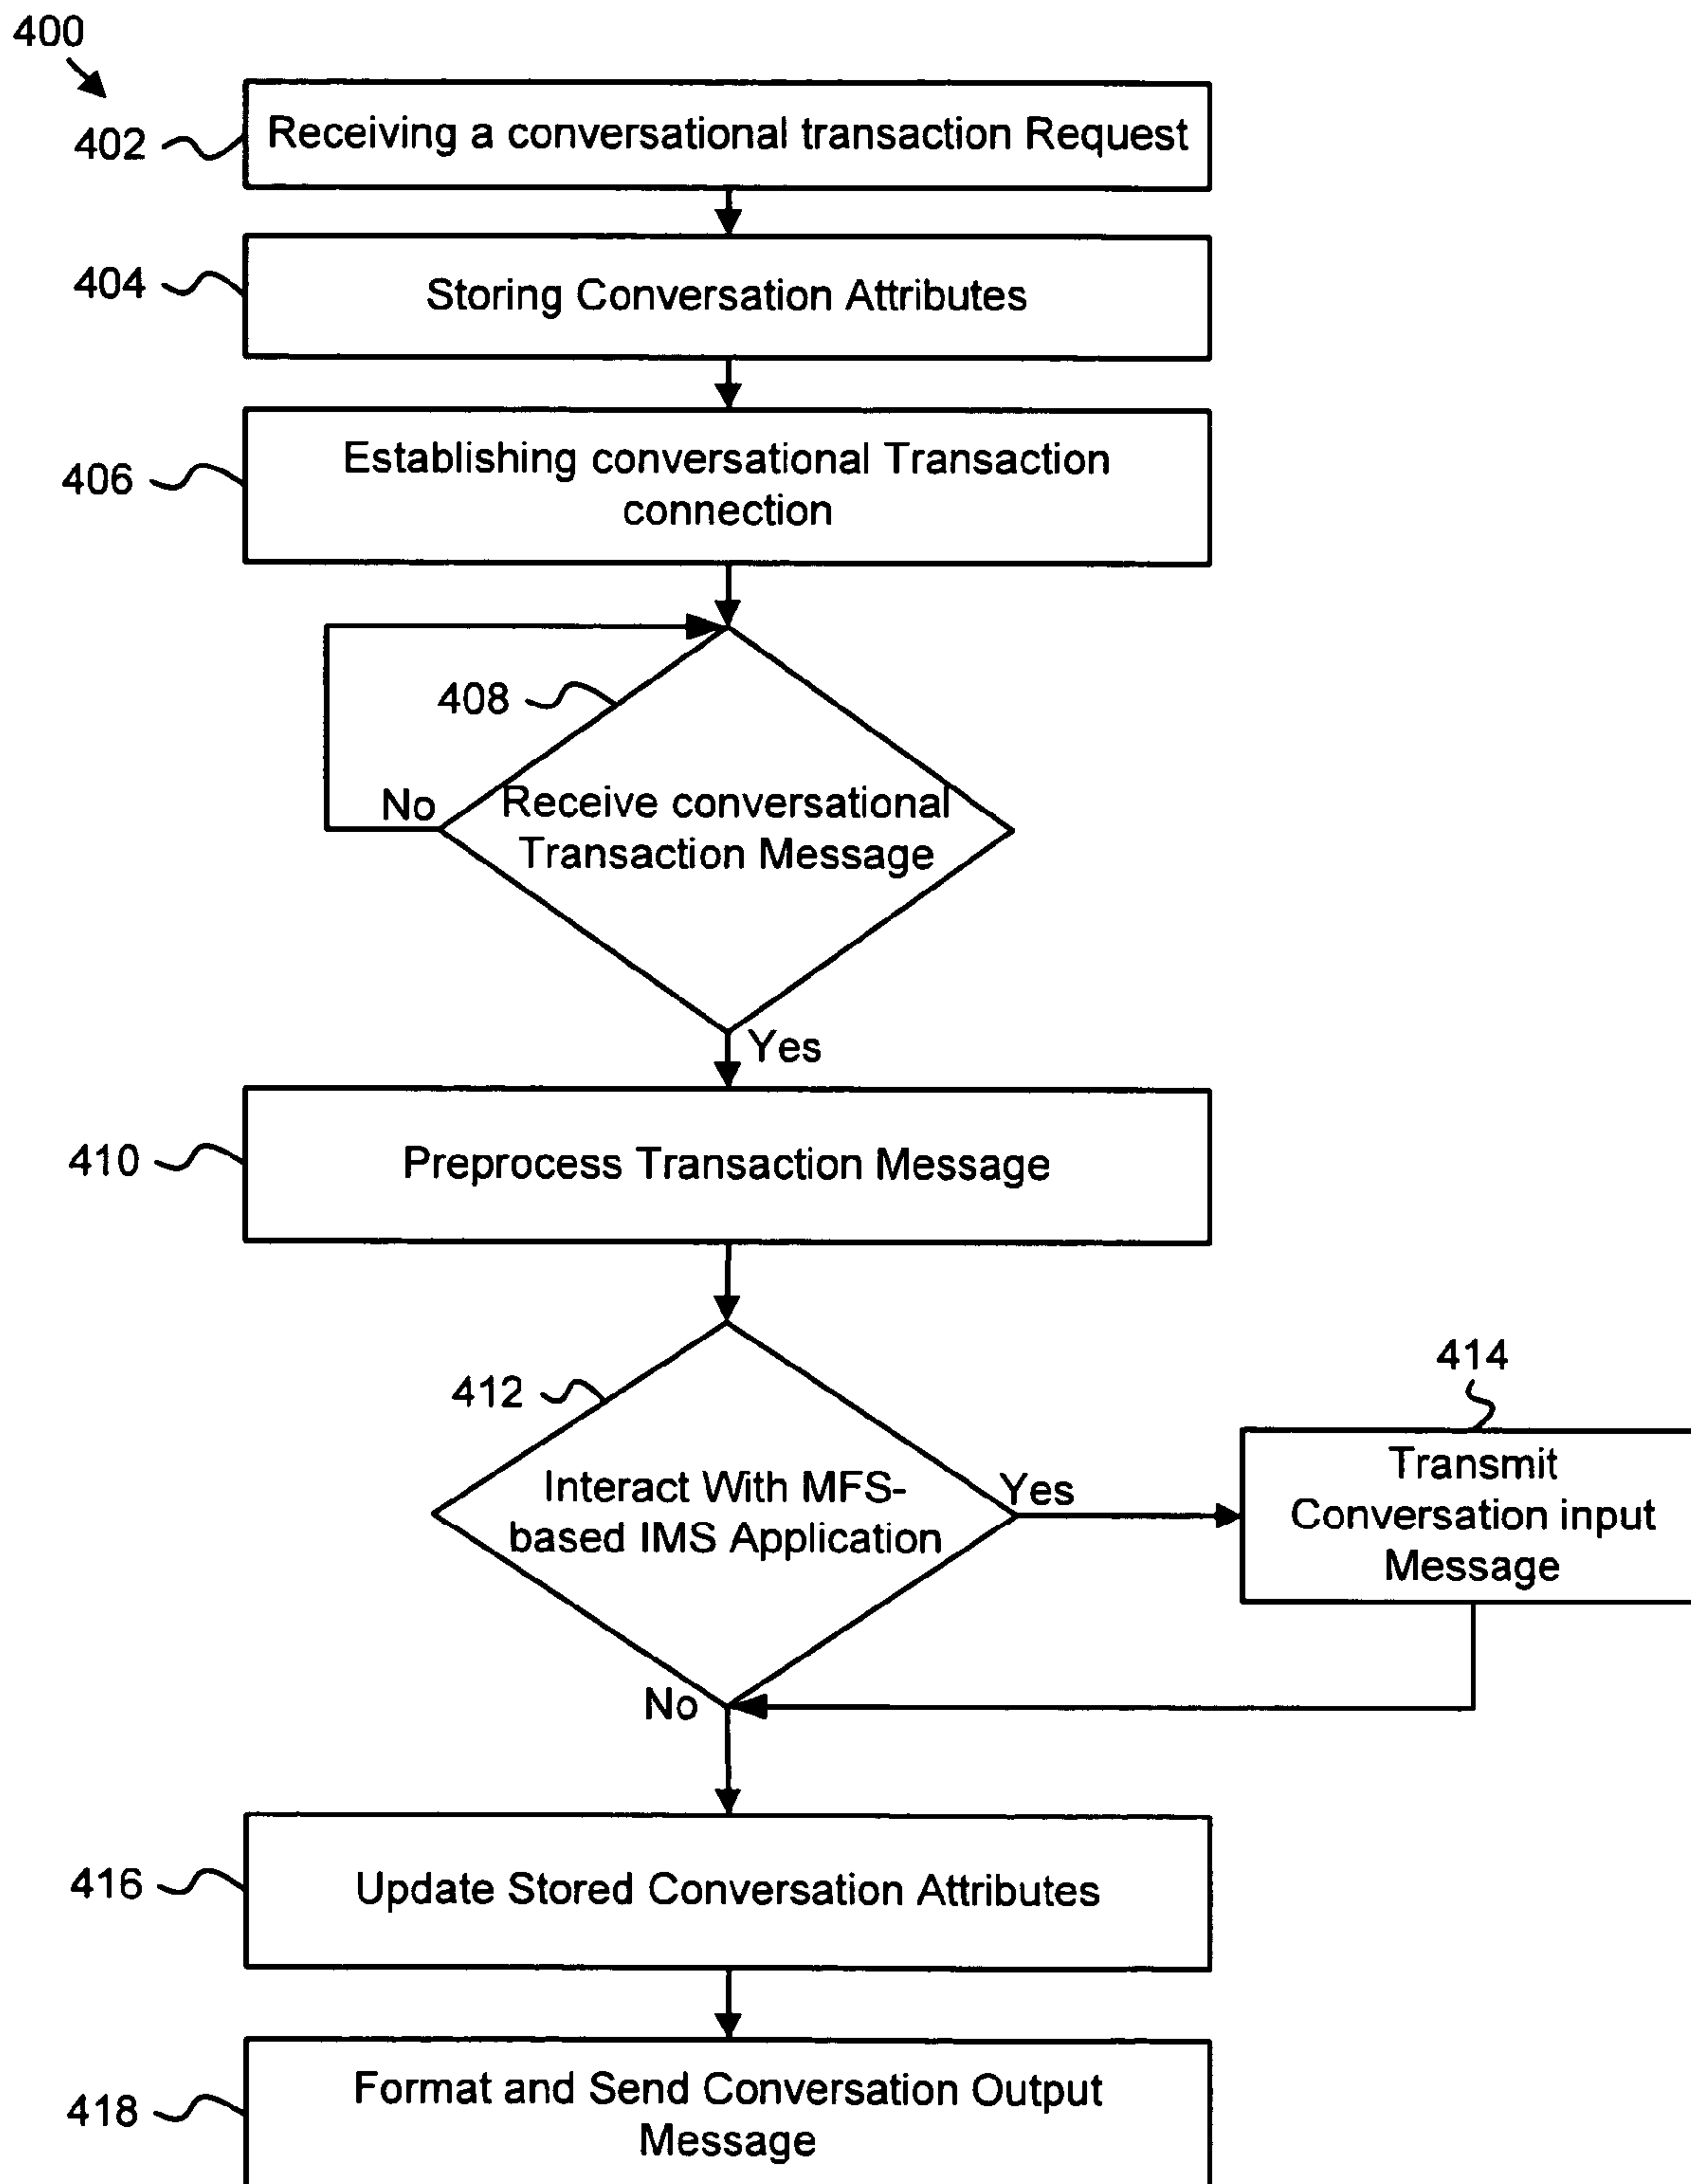 400
402
Receiving a conversational transaction Request
404
Storing Conversation Attributes
406
Establishing conversational Transaction
connection
408
No
Receive conversational
Transaction Message
Yes
410
Preprocess Transaction Message
412
Interact With MFS-
based IMS Application
Yes
414
Transmit
Conversation input
Message
No
416
Update Stored Conversation Attributes
418
Format and Send Conversation Output
Message